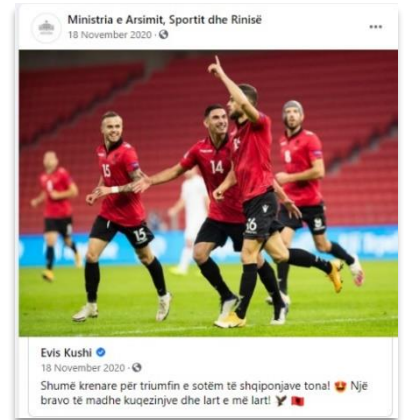 Ministria e Arsimit, Sportit dhe Rinisë
18 November 2020
15
14
16
15
Evis Kushi
18 November 2020
Shumë krenare për triumfin e sotëm të shqiponjave tona! 🤩 Një
bravo të madhe kuqezinjve dhe lart e më lart! 🦅 🇦🇱